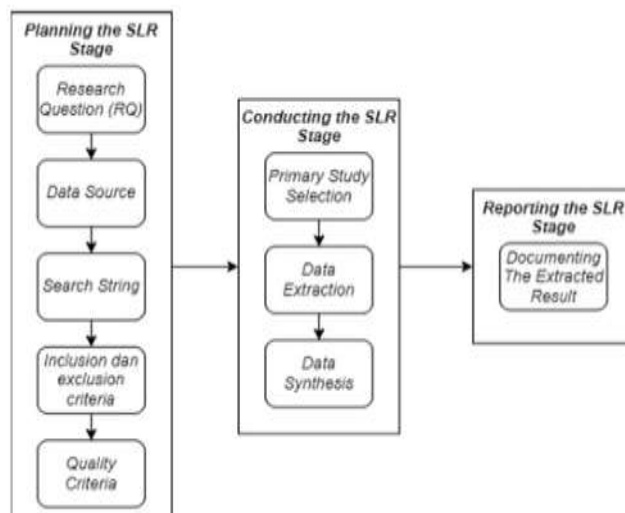 Planning the SLR
Stage
Research
Question (RQ)
Data Source
Search String
Inclusion dan
exclusion
criteria
Quality
Criteria
Conducting the SLR
Stage
Primary Study
Selection
Data
Extraction
Data
Synthesis
Reporting the SLR
Stage
Documenting
The Extracted
Result